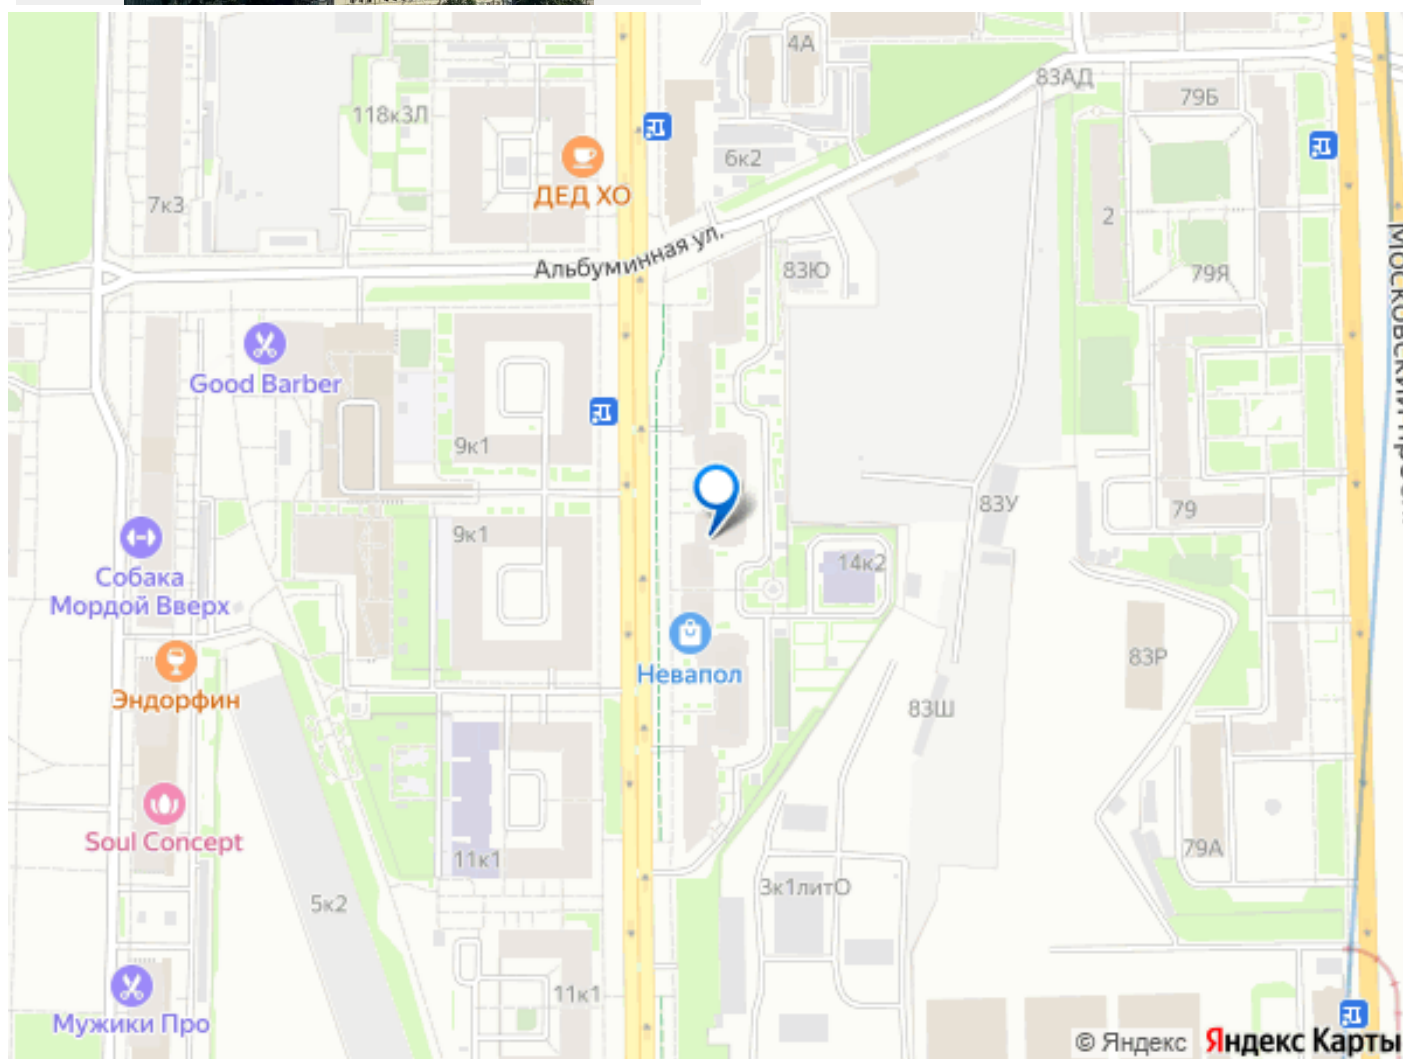 4А
83АД
79Б
118к3Л
6к2
ДЕД ХО
7к3
2
Альбуминная ул.
83Ю
79Я
Московский
Good Barber
9к1
83У
79
9к1
14к2
Собака
Мордой Вверх
Невапол
83Р
Эндорфин
83Ш
Soul Concept
11к1
79А
3к1литО
5к2
11к1
Мужики Про
© Яндекс Яндекс Карты